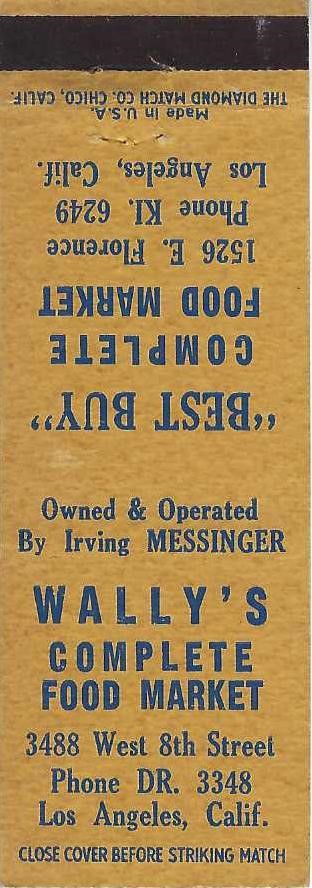 THE DIAMOND MATCH CO. CHICO, CALIF.
Made in U.S.A.
Los Angeles, Calif.
Phone KI. 6249
1526 E. Florence
FOOD MARKET
COMPLETE
"BEST BUY"
Owned & Operated
By Irving MESSINGER
WALLY'S
COMPLETE
FOOD MARKET
3488 West 8th Street
Phone DR. 3348
Los Angeles, Calif.
CLOSE COVER BEFORE STRIKING MATCH